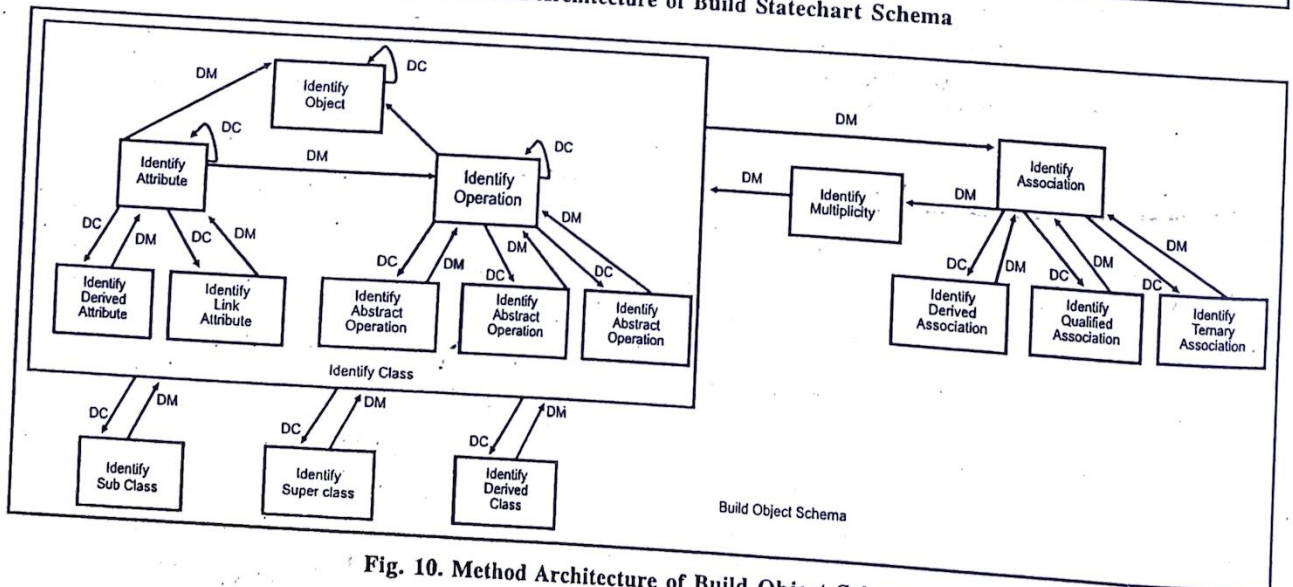 Architecture of Build Statechart Schema
DM
DC
Identify
Object
DC
Identify
Attribute
DM
DC
Identify
Operation
DM
Identify
Association
DM
Identify
Multiplicity
DM
DC
DM
DC
DM
DC
DM
DC
DM
DC
DM
DC
DM
DC
DM
DC
DM
Identify
Derived
Attribute
Identify
Link
Attribute
Identify
Abstract
Operation
Identify
Abstract
Operation
Identify
Abstract
Operation
Identify
Derived
Association
Identify
Qualified
Association
Identify
Ternary
Association
Identify Class
DC
DM
DC
DM
DC
DM
Identify
Sub Class
Identify
Super class
Identify
Derived
Class
Build Object Schema
Fig. 10. Method Architecture of Build Object